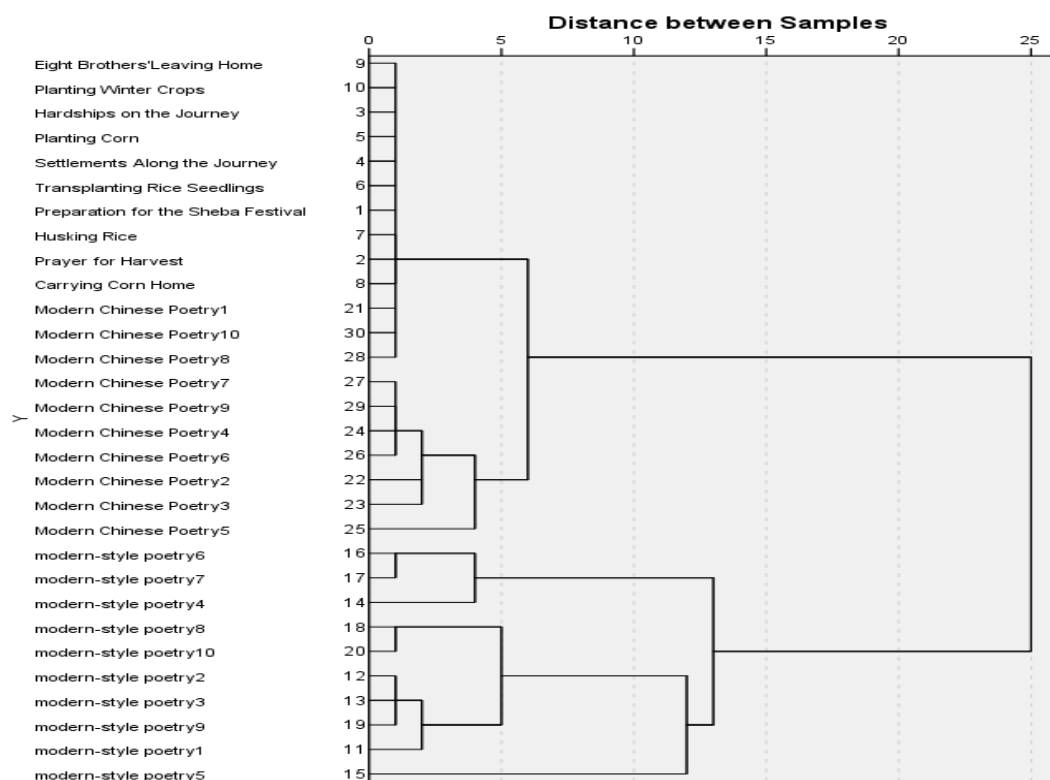 Distance between Samples
0 5 10 15 20 25
Eight Brothers'Leaving Home 9
Planting Winter Crops 10
Hardships on the Journey 3
Planting Corn 5
Settlements Along the Journey 4
Transplanting Rice Seedlings 6
Preparation for the Sheba Festival 1
Husking Rice 7
Prayer for Harvest 2
Carrying Corn Home 8
Modern Chinese Poetry1 21
Modern Chinese Poetry10 30
Modern Chinese Poetry8 28
Modern Chinese Poetry7 27
Modern Chinese Poetry9 29
Y
Modern Chinese Poetry4 24
Modern Chinese Poetry6 26
Modern Chinese Poetry2 22
Modern Chinese Poetry3 23
Modern Chinese Poetry5 25
modern-style poetry6 16
modern-style poetry7 17
modern-style poetry4 14
modern-style poetry8 18
modern-style poetry10 20
modern-style poetry2 12
modern-style poetry3 13
modern-style poetry9 19
modern-style poetry1 11
modern-style poetry5 15